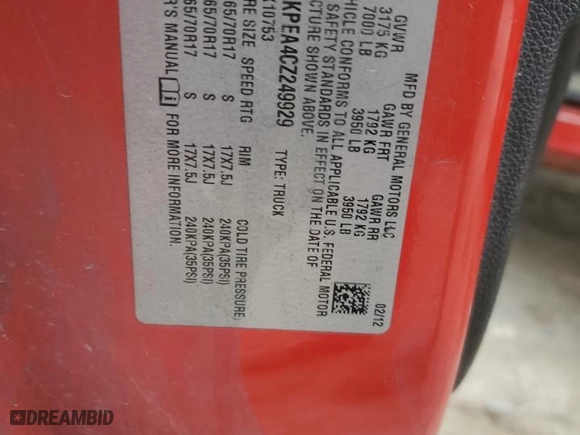 MFD BY GENERAL MOTORS LLC
02/12
GVWR GAWR FRT GAWR RR
3175 KG 1792 KG 1792 KG
7000 LB 3950 LB 3950 LB
VEHICLE CONFORMS TO ALL APPLICABLE U.S. FEDERAL MOTOR
SAFETY STANDARDS IN EFFECT ON THE DATE OF
SHOWN ABOVE.
KPEA4CZ249929 TYPE: TRUCK
10753
SIZE SPEED RTG RIM COLD TIRE PRESSURE
65/70R17 S 17X7.5J 240KPA(35PSI)
65/70R17 S 17X7.5J 240KPA(35PSI)
65/70R17 S 17X7.5J 240KPA(35PSI)
MANUAL FOR MORE INFORMATION.
DREAMBID